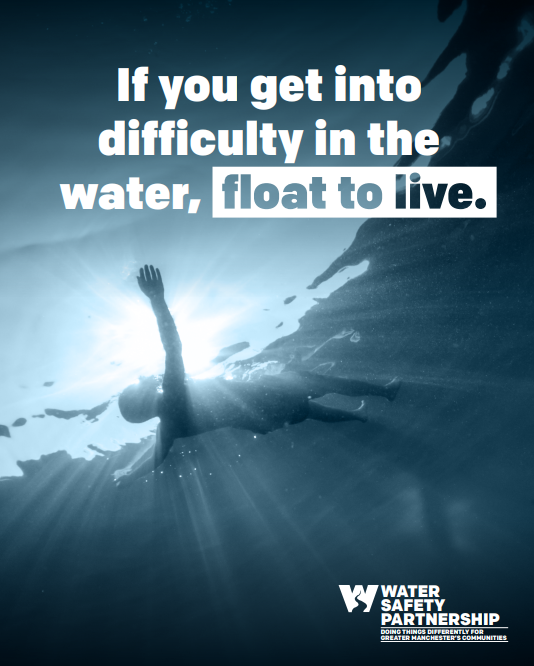 If you get into
difficulty in the
water, float to live.
WATER
SAFETY
PARTNERSHIP
DOING THINGS DIFFERENTLY FOR
GREATER MANCHESTER'S COMMUNITIES